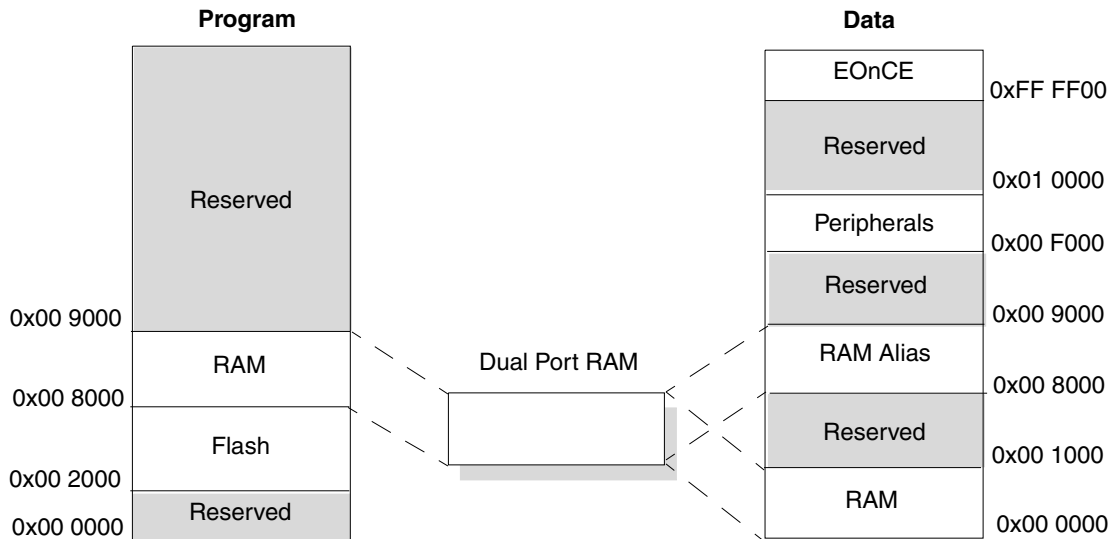 Program
Reserved
0x00 9000
RAM
0x00 8000
Flash
0x00 2000
Reserved
0x00 0000
Dual Port RAM
Data
EOnCE
0xFF FF00
Reserved
0x01 0000
Peripherals
0x00 F000
Reserved
0x00 9000
RAM Alias
0x00 8000
Reserved
0x00 1000
RAM
0x00 0000